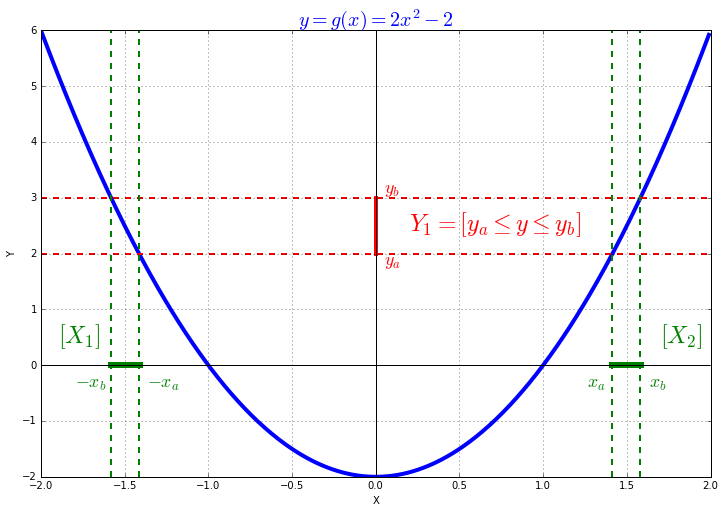 y = g(x) = 2x² − 2
6
5
4
3
2
1
0
−1
−2
Y
y_b
Y₁ = [y_a ≤ y ≤ y_b]
y_a
[X₁]
[X₂]
−x_b
−x_a
x_a
x_b
−2.0 −1.5 −1.0 −0.5 0.0 0.5 1.0 1.5 2.0
X